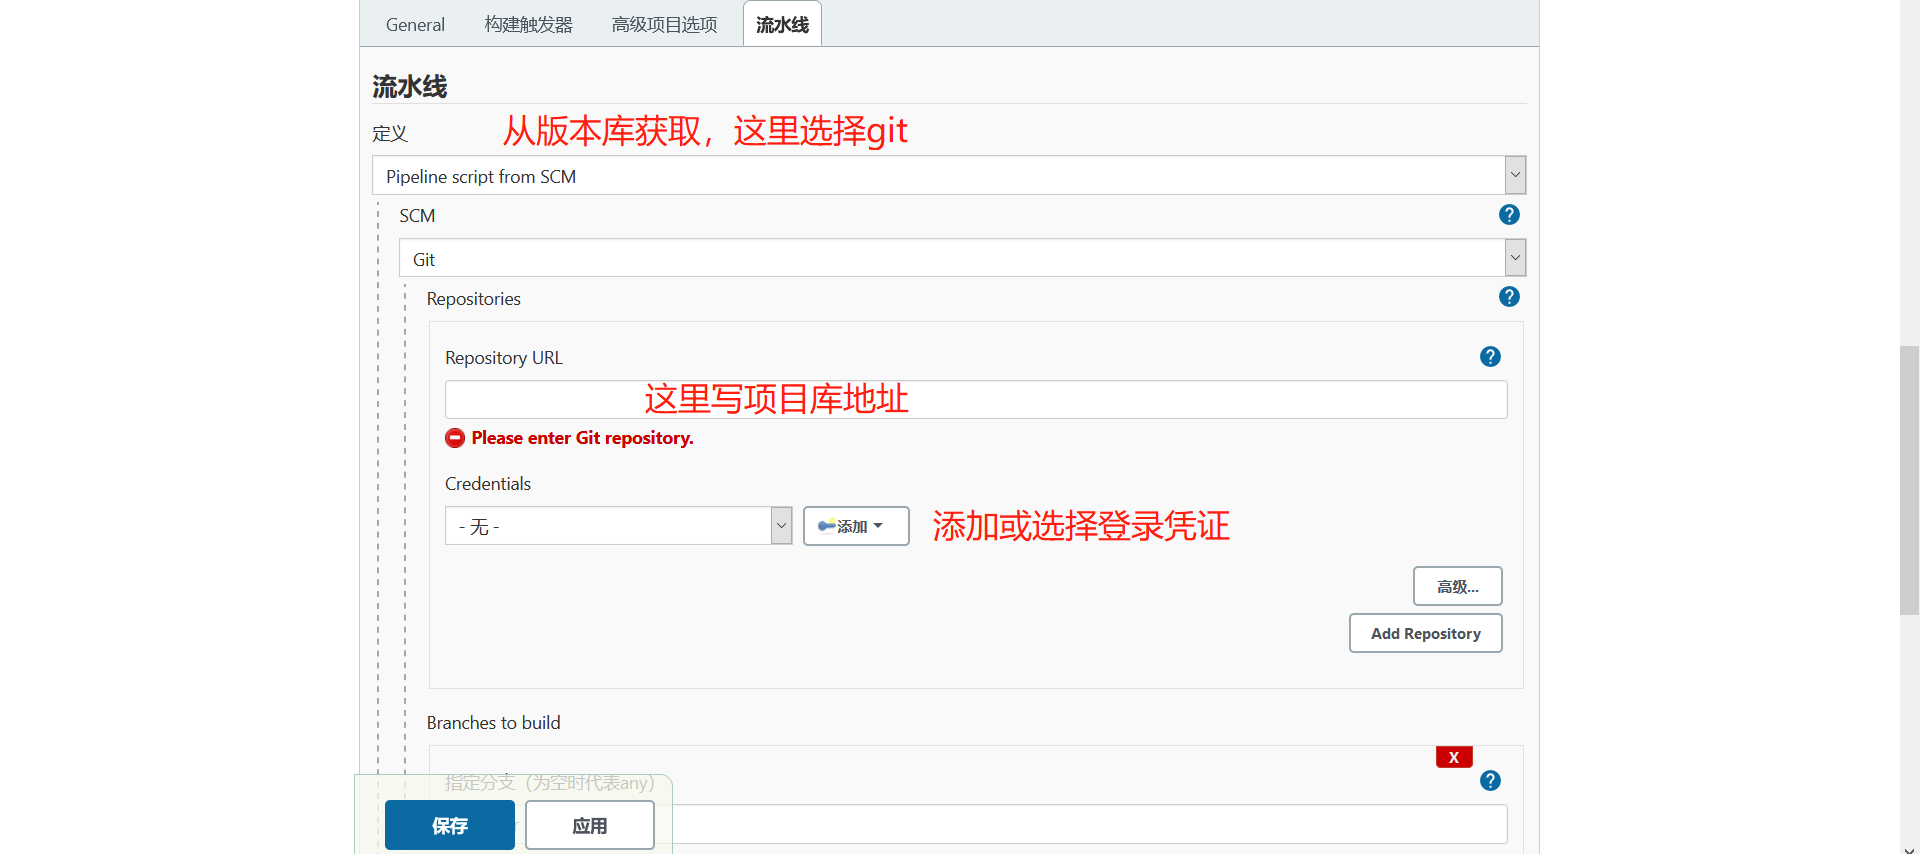 General 构建触发器 高级项目选项 流水线
流水线
定义 从版本库获取，这里选择git
Pipeline script from SCM
SCM
Git
Repositories
Repository URL
这里写项目库地址
Please enter Git repository.
Credentials
- 无 - 添加 添加或选择登录凭证
高级...
Add Repository
Branches to build
X
指定分支（为空时代表any）
保存 应用